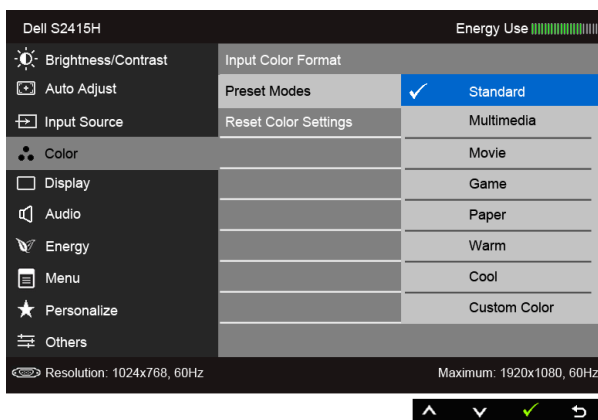 Dell S2415H Energy Use
Brightness/Contrast Input Color Format
Auto Adjust Preset Modes Standard
Input Source Reset Color Settings Multimedia
Color Movie
Display Game
Audio Paper
Energy Warm
Menu Cool
Personalize Custom Color
Others
Resolution: 1024x768, 60Hz Maximum: 1920x1080, 60Hz